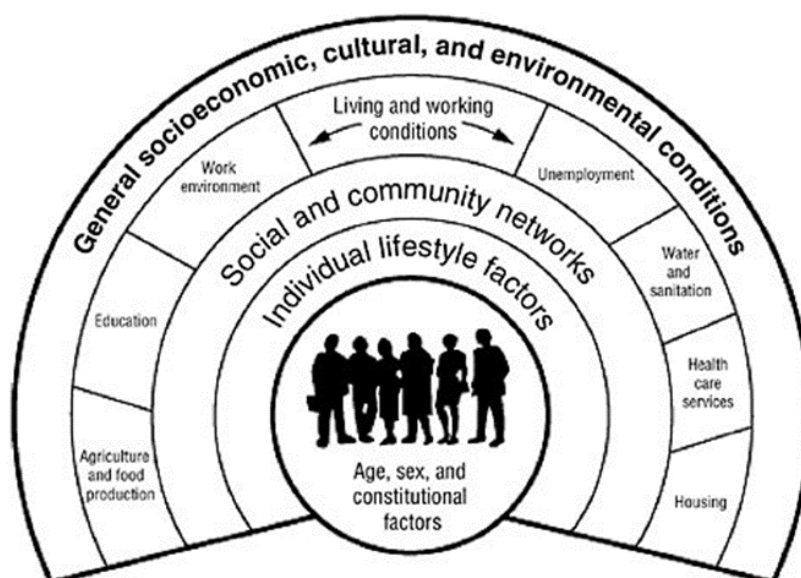 General socioeconomic, cultural, and environmental conditions
Living and working
conditions
Work
environment
Unemployment
Education
Water
and
sanitation
Agriculture
and food
production
Health
care
services
Housing
Social and community networks
Individual lifestyle factors
Age, sex, and
constitutional
factors